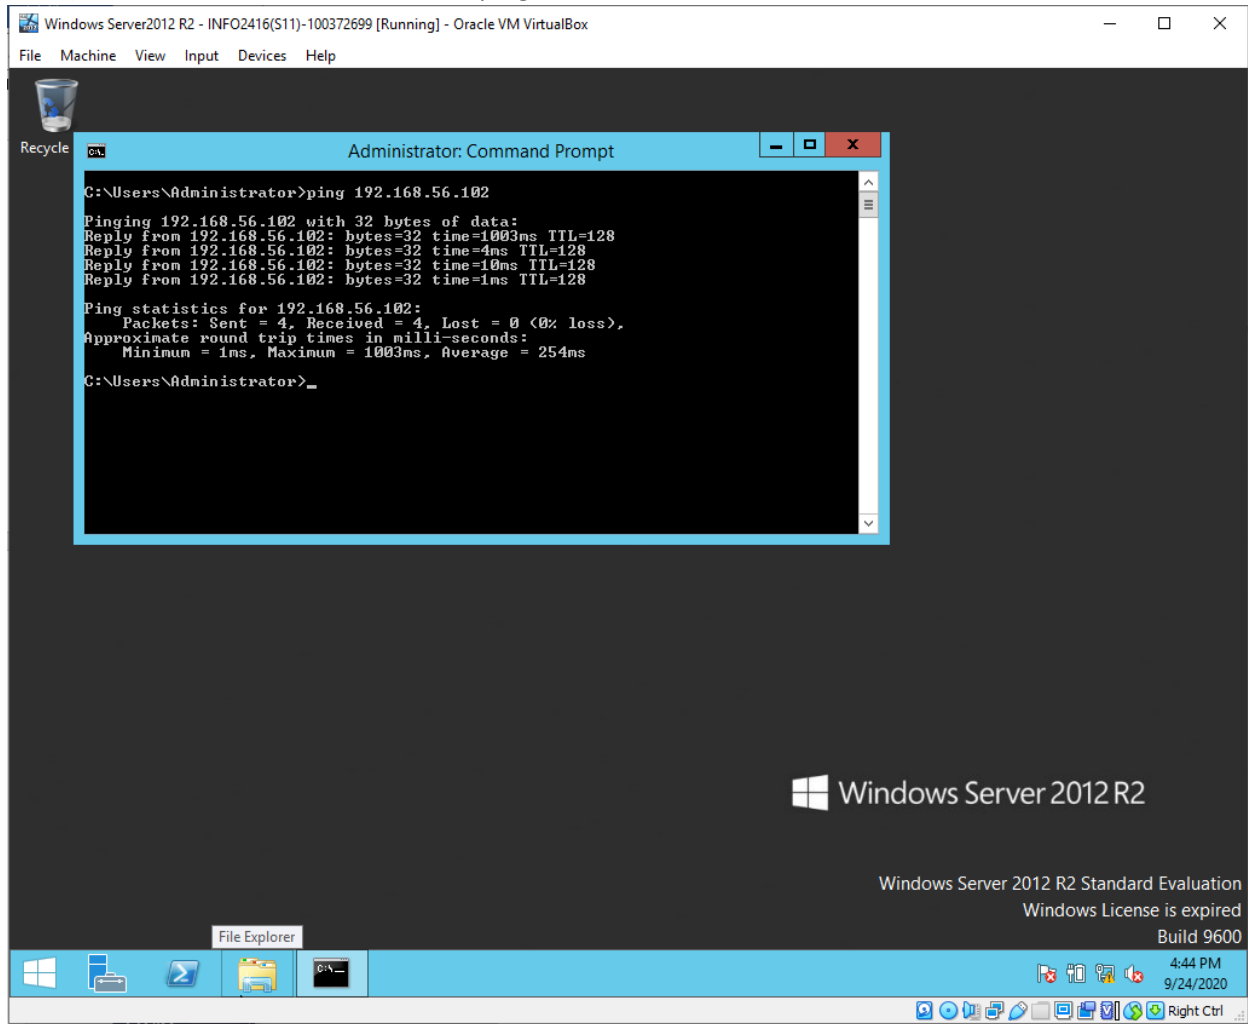 Windows Server2012 R2 - INFO2416(S11)-100372699 [Running] - Oracle VM VirtualBox
File Machine View Input Devices Help
Recycle
Administrator: Command Prompt
C:\Users\Administrator>ping 192.168.56.102
Pinging 192.168.56.102 with 32 bytes of data:
Reply from 192.168.56.102: bytes=32 time=1003ms TTL=128
Reply from 192.168.56.102: bytes=32 time=4ms TTL=128
Reply from 192.168.56.102: bytes=32 time=10ms TTL=128
Reply from 192.168.56.102: bytes=32 time=1ms TTL=128
Ping statistics for 192.168.56.102:
Packets: Sent = 4, Received = 4, Lost = 0 (0% loss),
Approximate round trip times in milli-seconds:
Minimum = 1ms, Maximum = 1003ms, Average = 254ms
C:\Users\Administrator>_
Windows Server 2012 R2
Windows Server 2012 R2 Standard Evaluation
Windows License is expired
Build 9600
File Explorer
4:44 PM
9/24/2020
Right Ctrl